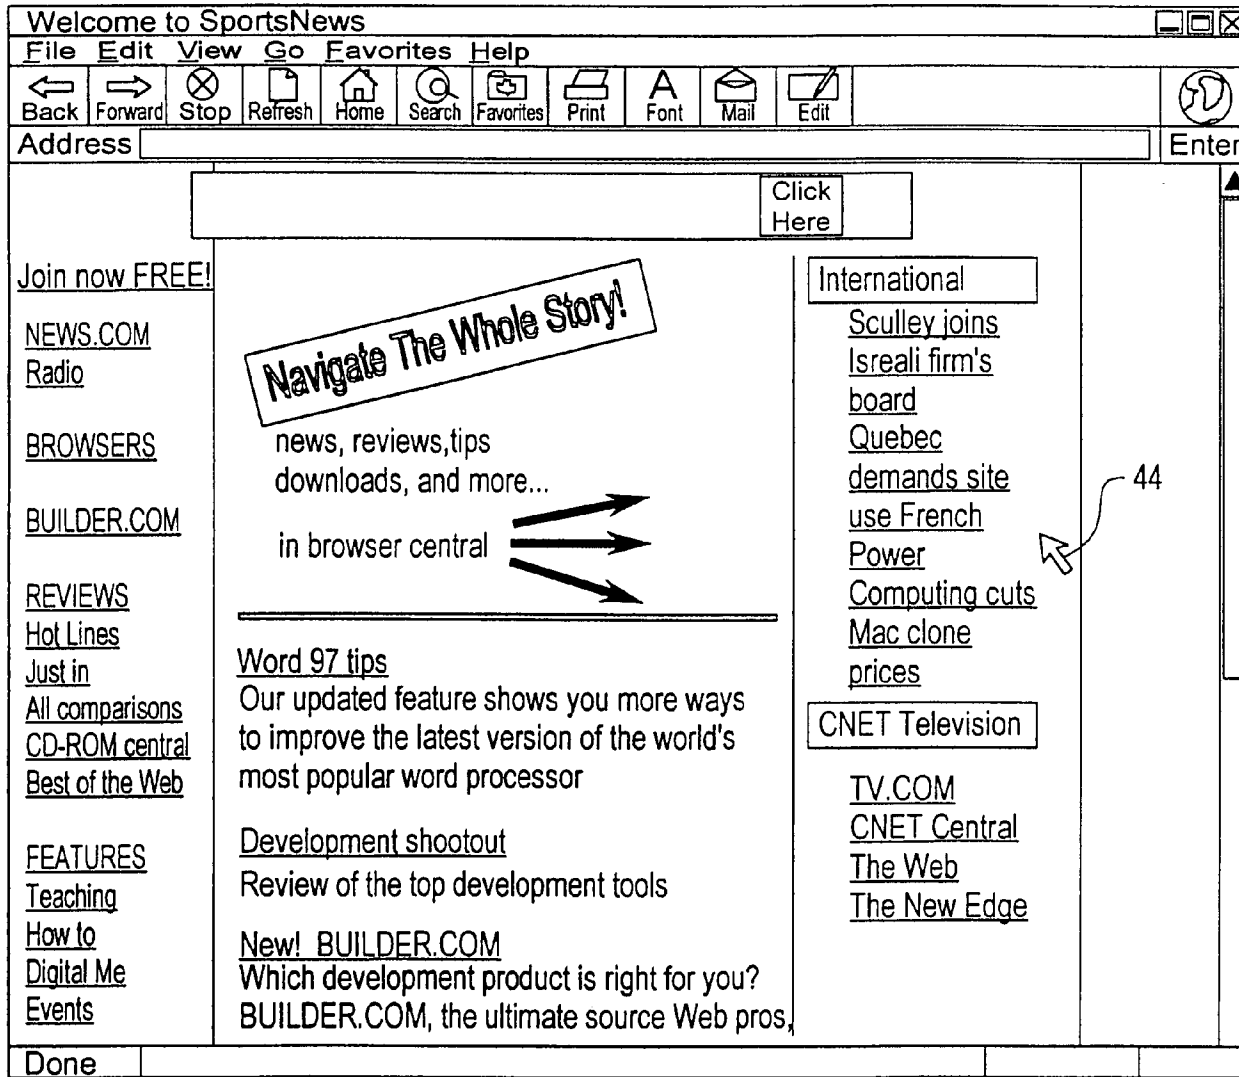 Welcome to SportsNews
File Edit View Go Favorites Help
Back Forward Stop Refresh Home Search Favorites Print Font Mail Edit
Address Enter
Click
Here
Join now FREE!
NEWS.COM
Radio
BROWSERS
BUILDER.COM
REVIEWS
Hot Lines
Just in
All comparisons
CD-ROM central
Best of the Web
FEATURES
Teaching
How to
Digital Me
Events
Navigate The Whole Story!
news, reviews,tips
downloads, and more...
in browser central
Word 97 tips
Our updated feature shows you more ways
to improve the latest version of the world's
most popular word processor
Development shootout
Review of the top development tools
New! BUILDER.COM
Which development product is right for you?
BUILDER.COM, the ultimate source Web pros,
International
Sculley joins
Isreali firm's
board
Quebec
demands site
use French
Power
Computing cuts
Mac clone
prices
CNET Television
TV.COM
CNET Central
The Web
The New Edge
44
Done